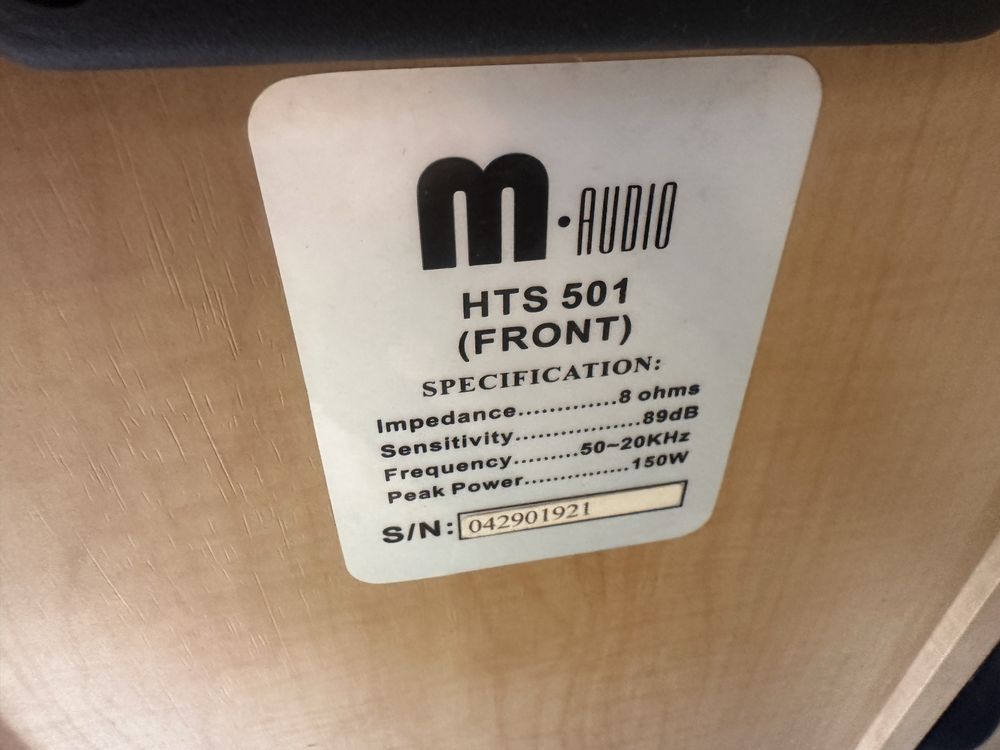 m·AUDIO
HTS 501
(FRONT)
SPECIFICATION:
Impedance.............8 ohms
Sensitivity.................89dB
Frequency.........50~20KHz
Peak Power..............150W
S/N: 042901921